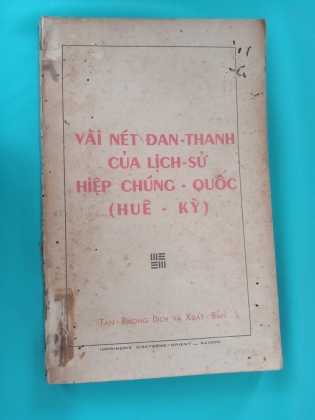 VÀI NÉT ĐAN-THANH
CỦA LỊCH-SỬ
HIỆP CHÚNG - QUỐC
(HUÊ - KỲ)
TÂN PHONG DỊCH VÀ XUẤT BẢN
IMPRIMERIE D'EXTRÊME-ORIENT — SAIGON